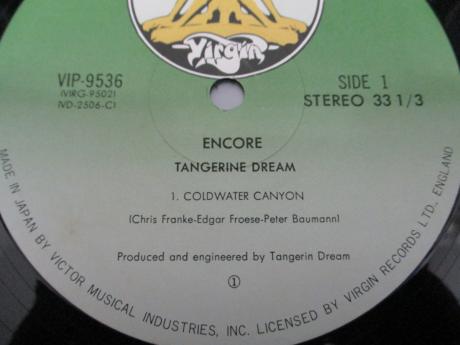 Virgin
VIP-9536
(VIRG-9502)
(VD-2506-C)
SIDE 1
STEREO 33 1/3
ENCORE
TANGERINE DREAM
1. COLDWATER CANYON
(Chris Franke-Edgar Froese-Peter Baumann)
Produced and engineered by Tangerin Dream
①
MADE IN JAPAN BY VICTOR MUSICAL INDUSTRIES, INC. LICENSED BY VIRGIN RECORDS LTD., ENGLAND